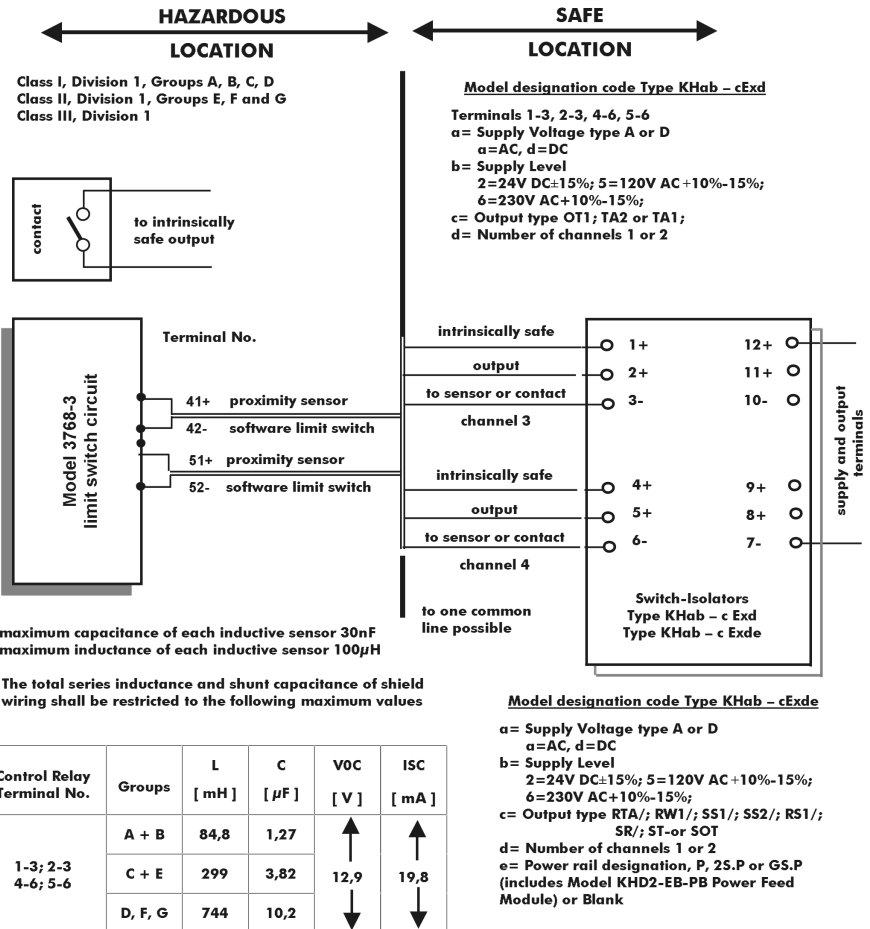 HAZARDOUS
LOCATION
SAFE
LOCATION
Class I, Division 1, Groups A, B, C, D
Class II, Division 1, Groups E, F and G
Class III, Division 1
Model designation code Type KHab – cExd
Terminals 1-3, 2-3, 4-6, 5-6
a= Supply Voltage type A or D
a=AC, d=DC
b= Supply Level
2=24V DC±15%; 5=120V AC +10%-15%;
6=230V AC+10%-15%;
c= Output type OT1; TA2 or TA1;
d= Number of channels 1 or 2
contact
to intrinsically
safe output
Model 3768-3
limit switch circuit
Terminal No.
41+ proximity sensor
42- software limit switch
51+ proximity sensor
52- software limit switch
intrinsically safe
output
to sensor or contact
channel 3
intrinsically safe
output
to sensor or contact
channel 4
to one common
line possible
1+ 12+
2+ 11+
3- 10-
4+ 9+
5+ 8+
6- 7-
supply and output
terminals
Switch-Isolators
Type KHab – c Exd
Type KHab – c Exde
maximum capacitance of each inductive sensor 30nF
maximum inductance of each inductive sensor 100µH
The total series inductance and shunt capacitance of shield
wiring shall be restricted to the following maximum values
Control Relay
Terminal No.
Groups
L
[ mH ]
C
[ µF ]
V0C
[ V ]
ISC
[ mA ]
1-3; 2-3
4-6; 5-6
A + B 84,8 1,27
C + E 299 3,82 12,9 19,8
D, F, G 744 10,2
Model designation code Type KHab – cExde
a= Supply Voltage type A or D
a=AC, d=DC
b= Supply Level
2=24V DC±15%; 5=120V AC +10%-15%;
6=230V AC+10%-15%;
c= Output type RTA/; RW1/; SS1/; SS2/; RS1/;
SR/; ST-or SOT
d= Number of channels 1 or 2
e= Power rail designation, P, 2S.P or GS.P
(includes Model KHD2-EB-PB Power Feed
Module) or Blank